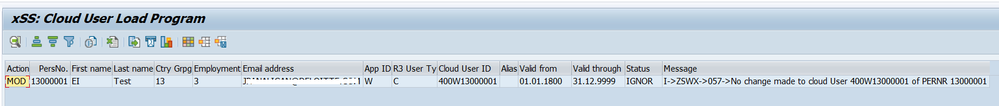 xSS: Cloud User Load Program
Action PersNo. First name Last name Ctry Grpg Employment Email address App ID R3 User Ty Cloud User ID Alias Valid from Valid through Status Message
MOD 13000001 EI Test 13 3 W C 400W13000001 01.01.1800 31.12.9999 IGNOR I->ZSWX->057->No change made to cloud User 400W13000001 of PERNR 13000001